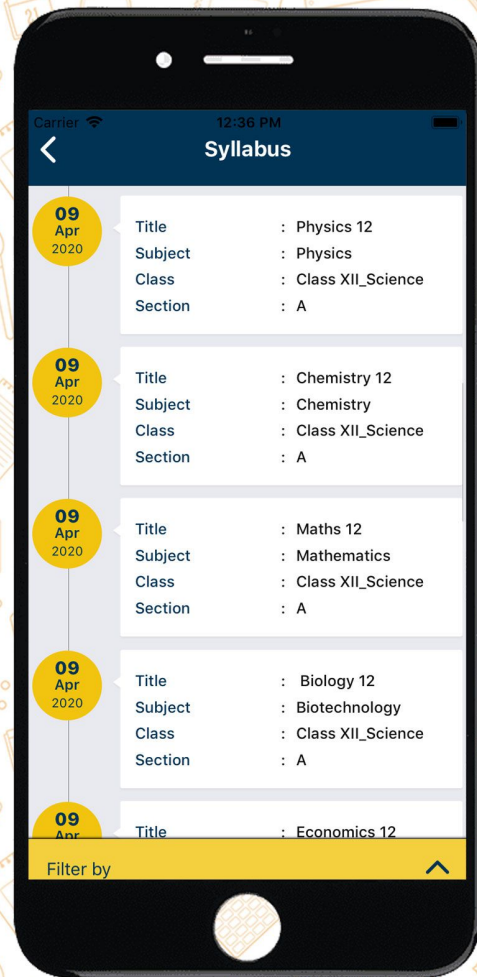 Carrier 12:36 PM
Syllabus
09
Apr
2020
Title : Physics 12
Subject : Physics
Class : Class XII_Science
Section : A
09
Apr
2020
Title : Chemistry 12
Subject : Chemistry
Class : Class XII_Science
Section : A
09
Apr
2020
Title : Maths 12
Subject : Mathematics
Class : Class XII_Science
Section : A
09
Apr
2020
Title : Biology 12
Subject : Biotechnology
Class : Class XII_Science
Section : A
09
Apr
Title : Economics 12
Filter by
21